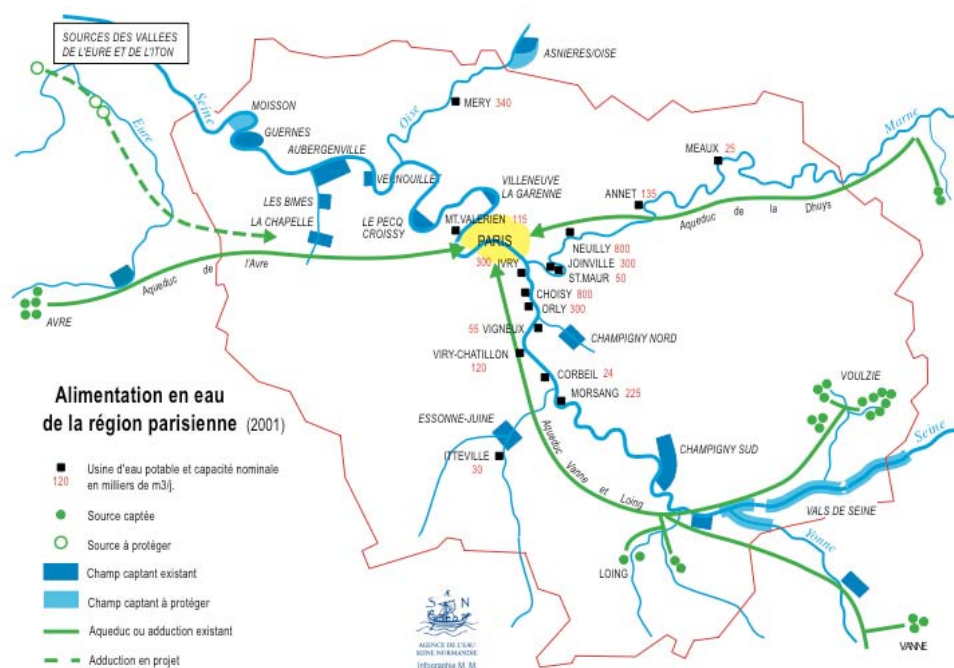 SOURCES DES VALLÉES
DE L'EURE ET DE L'ITON
ASNIERES/OISE
Seine
MOISSON
Oise
MERY 340
Marne
GUERNES
Eure
AUBERGENVILLE
MEAUX 25
VERNOUILLET
VILLENEUVE
LA GARENNE
ANNET 135
LES BIMES
LA CHAPELLE
LE PECQ
CROISSY
MT.VALERIEN 115
Aqueduc de la Dhuys
PARIS
NEUILLY 800
300 IVRY
JOINVILLE 300
ST.MAUR 50
Aqueduc de l'Avre
CHOISY 800
ORLY 300
AVRE
55 VIGNEUX
CHAMPIGNY NORD
VIRY-CHATILLON
120
CORBEIL 24
VOULZIE
MORSANG 225
Alimentation en eau
de la région parisienne (2001)
ESSONNE-JUINE
Seine
CHAMPIGNY SUD
ITTEVILLE
30
Aqueduc Vanne et Loing
VALS DE SEINE
Yonne
LOING
VANNE
Usine d'eau potable et capacité nominale
120 en milliers de m3/j.
Source captée
Source à protéger
Champ captant existant
Champ captant à protéger
Aqueduc ou adduction existant
Adduction en projet
S N
AGENCE DE L'EAU
SEINE NORMANDIE
Infographie M. M.